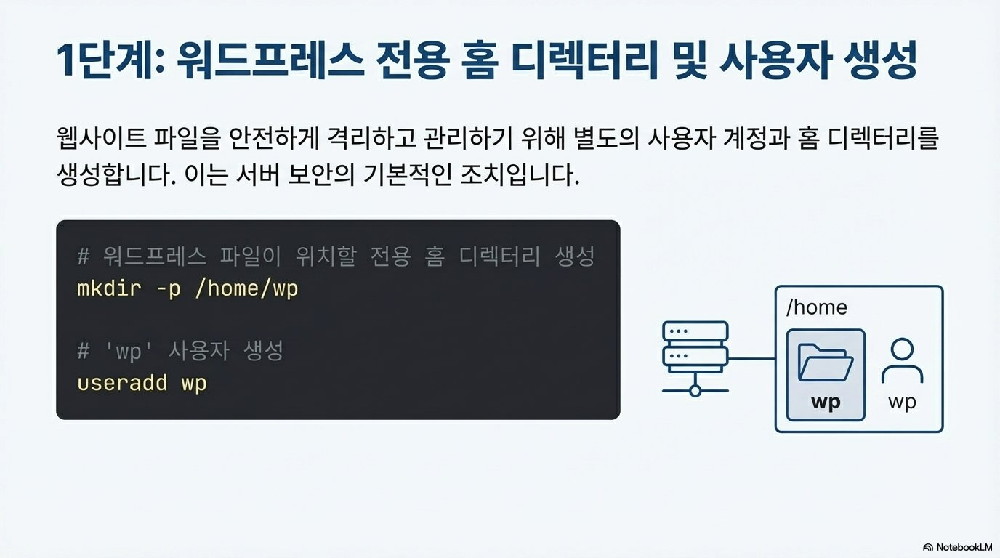 1단계: 워드프레스 전용 홈 디렉터리 및 사용자 생성
웹사이트 파일을 안전하게 격리하고 관리하기 위해 별도의 사용자 계정과 홈 디렉터리를
생성합니다. 이는 서버 보안의 기본적인 조치입니다.
# 워드프레스 파일이 위치할 전용 홈 디렉터리 생성
mkdir -p /home/wp
# 'wp' 사용자 생성
useradd wp
/home
wp wp
NotebookLM